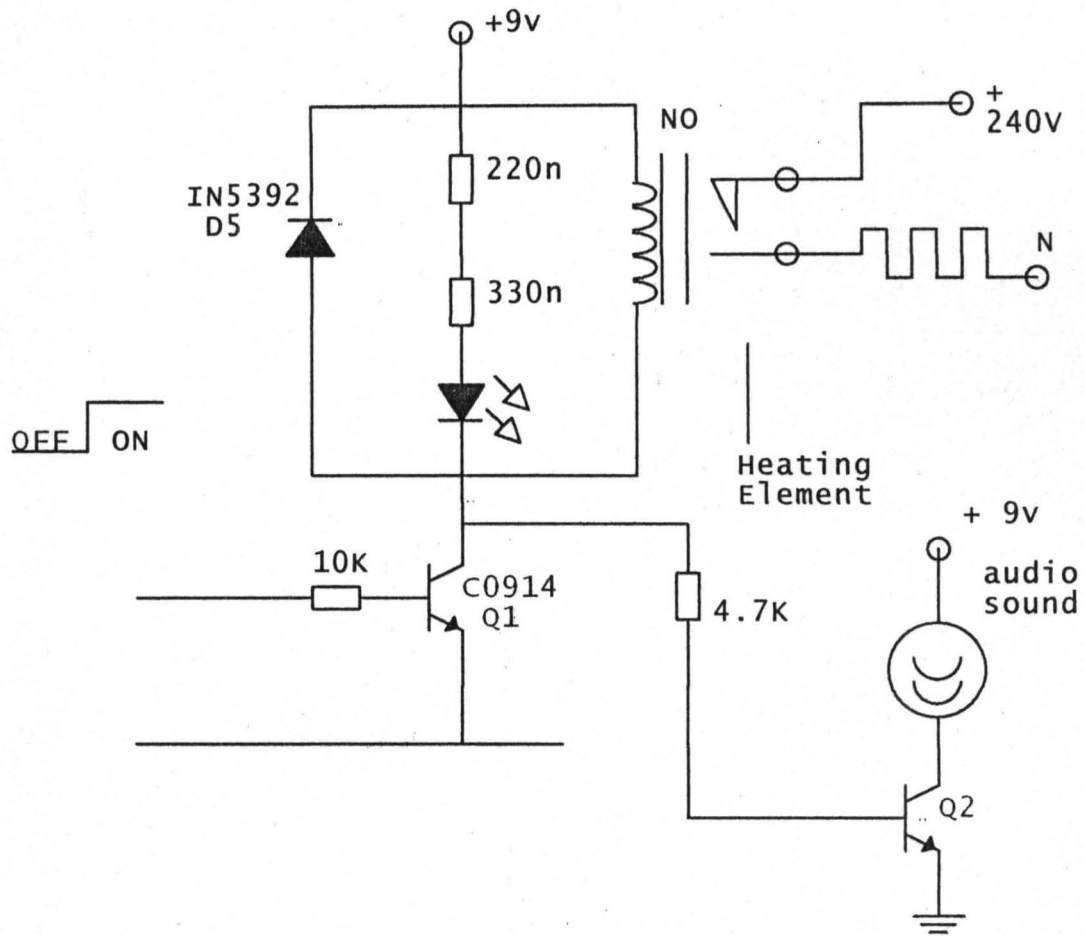 +9v
NO
+
240V
220n
IN5392
D5
N
330n
OFF ON
Heating
Element
+ 9v
10K
C0914
Q1
4.7K
audio
sound
Q2